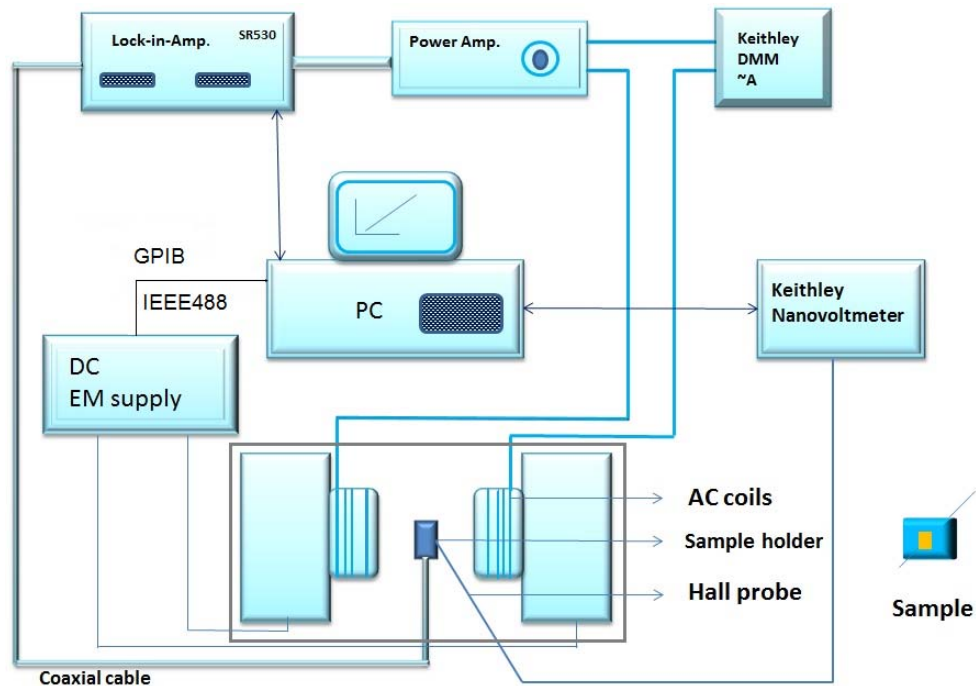 Lock-in-Amp.
SR530
Power Amp.
Keithley
DMM
~A
GPIB
IEEE488
PC
Keithley
Nanovoltmeter
DC
EM supply
AC coils
Sample holder
Hall probe
Sample
Coaxial cable